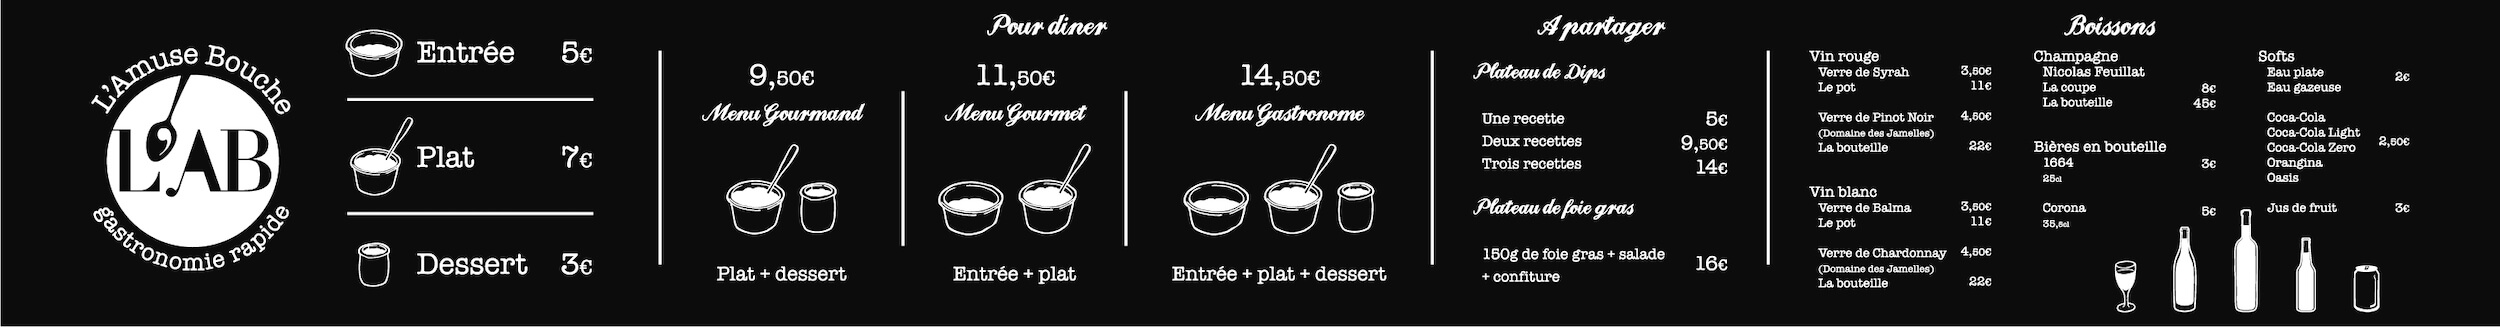 L'Amuse Bouche
L'AB
gastronomie rapide
Entrée 5€
Plat 7€
Dessert 3€
Pour diner
9,50€
Menu Gourmand
Plat + dessert
11,50€
Menu Gourmet
Entrée + plat
14,50€
Menu Gastronome
Entrée + plat + dessert
A partager
Plateau de Dips
Une recette 5€
Deux recettes 9,50€
Trois recettes 14€
Plateau de foie gras
150g de foie gras + salade
+ confiture 16€
Boissons
Vin rouge
Verre de Syrah 3,50€
Le pot 11€
Verre de Pinot Noir 4,50€
(Domaine des Jamelles)
La bouteille 22€
Vin blanc
Verre de Balma 3,50€
Le pot 11€
Verre de Chardonnay 4,50€
(Domaine des Jamelles)
La bouteille 22€
Champagne
Nicolas Feuillat
La coupe 8€
La bouteille 45€
Bières en bouteille
1664 3€
25cl
Corona 5€
35,5cl
Softs
Eau plate 2€
Eau gazeuse
Coca-Cola
Coca-Cola Light
Coca-Cola Zero 2,50€
Orangina
Oasis
Jus de fruit 3€